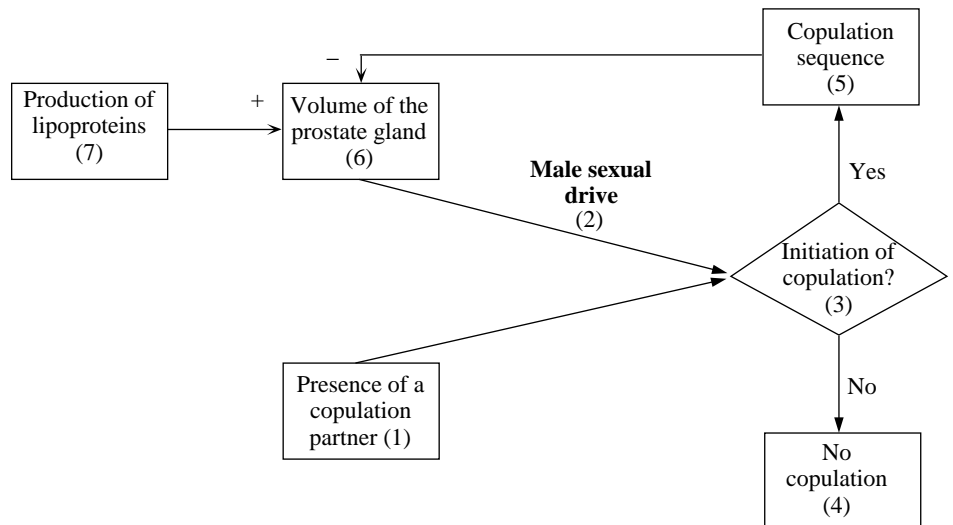 Copulation
sequence
(5)
–
Production of
lipoproteins
(7)
+
Volume of the
prostate gland
(6)
Male sexual
drive
(2)
Yes
Initiation of
copulation?
(3)
Presence of a
copulation
partner (1)
No
No
copulation
(4)